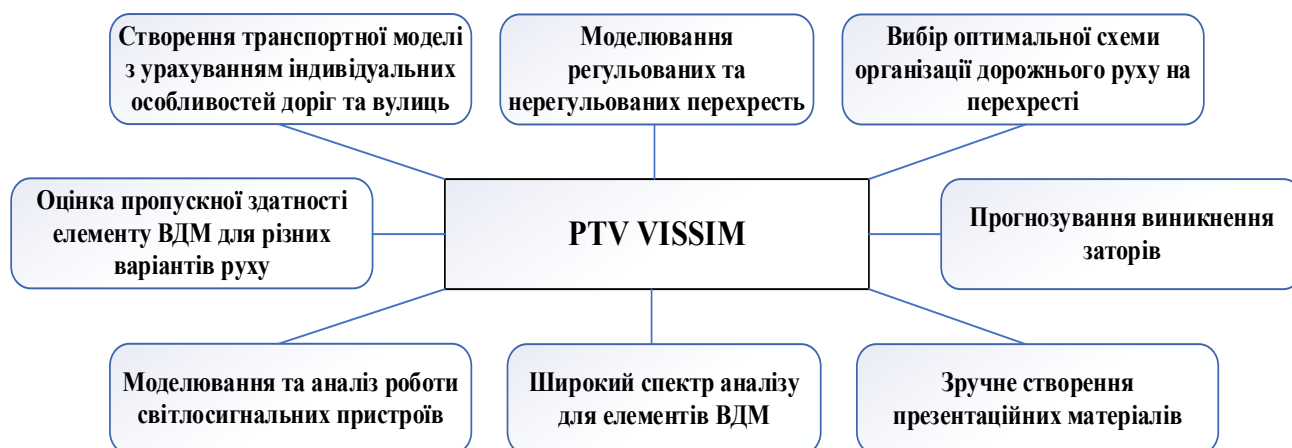 Створення транспортної моделі
з урахуванням індивідуальних
особливостей доріг та вулиць
Моделювання
регульованих та
нерегульованих перехресть
Вибір оптимальної схеми
організації дорожнього руху на
перехресті
Оцінка пропускної здатності
елементу ВДМ для різних
варіантів руху
PTV VISSIM
Прогнозування виникнення
заторів
Моделювання та аналіз роботи
світлосигнальних пристроїв
Широкий спектр аналізу
для елементів ВДМ
Зручне створення
презентаційних матеріалів